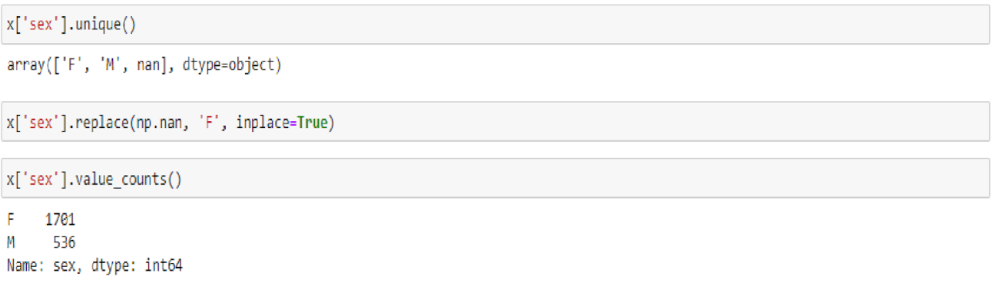 x['sex'].unique()
array(['F', 'M', nan], dtype=object)
x['sex'].replace(np.nan, 'F', inplace=True)
x['sex'].value_counts()
F    1701
M     536
Name: sex, dtype: int64